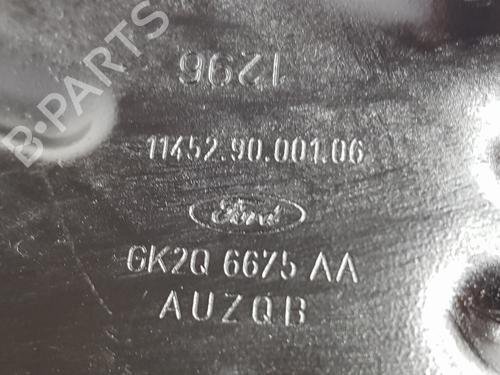 B-PARTS
1296
11452.90.001.06
Ford
GK2Q 6675 AA
AUZQB